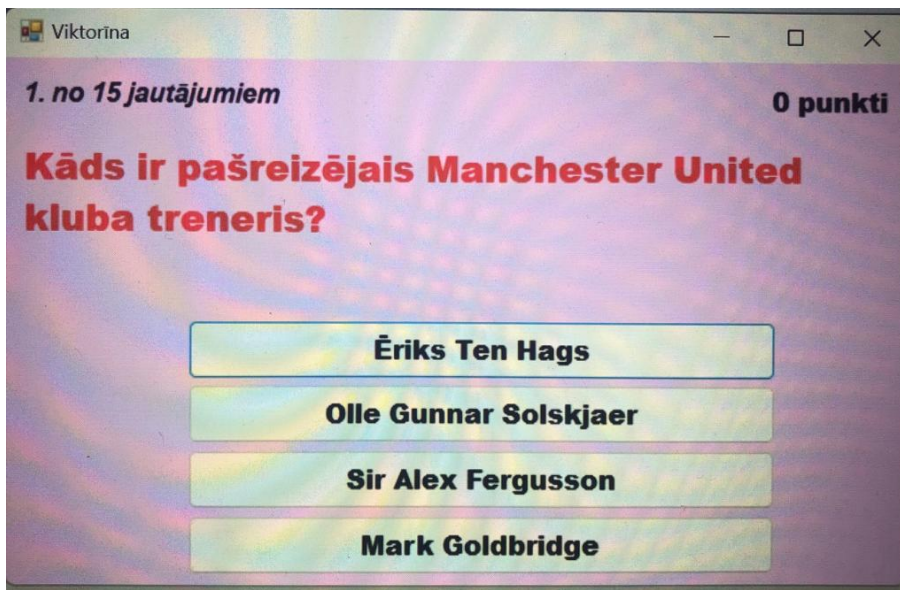 Viktorīna
1. no 15 jautājumiem
0 punkti
Kāds ir pašreizējais Manchester United
kluba treneris?
Ēriks Ten Hags
Olle Gunnar Solskjaer
Sir Alex Fergusson
Mark Goldbridge